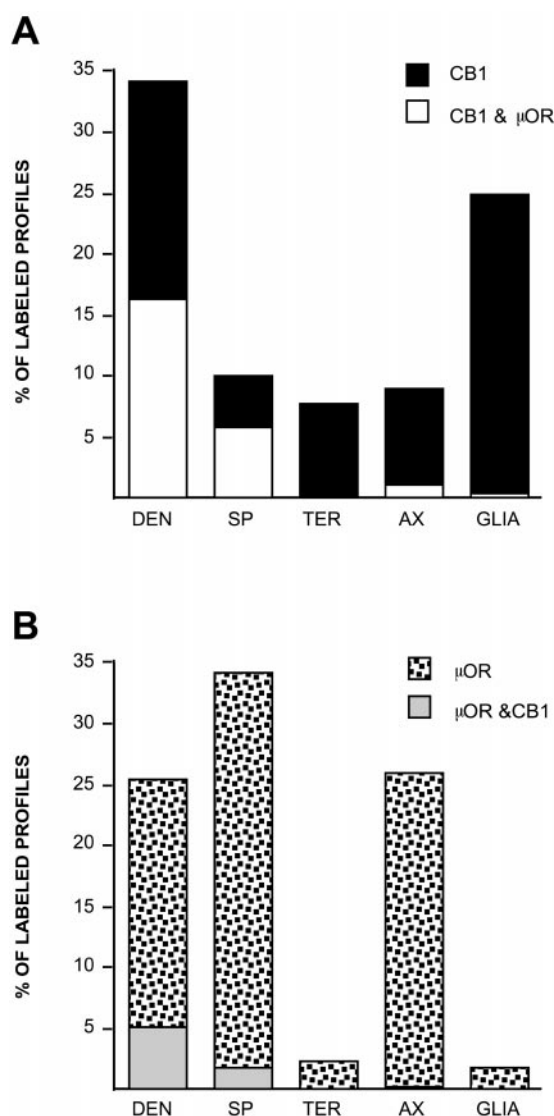 A
CB1
CB1 & μOR
% OF LABELED PROFILES
35
30
25
20
15
10
5
DEN SP TER AX GLIA
B
μOR
μOR &CB1
% OF LABELED PROFILES
35
30
25
20
15
10
5
DEN SP TER AX GLIA